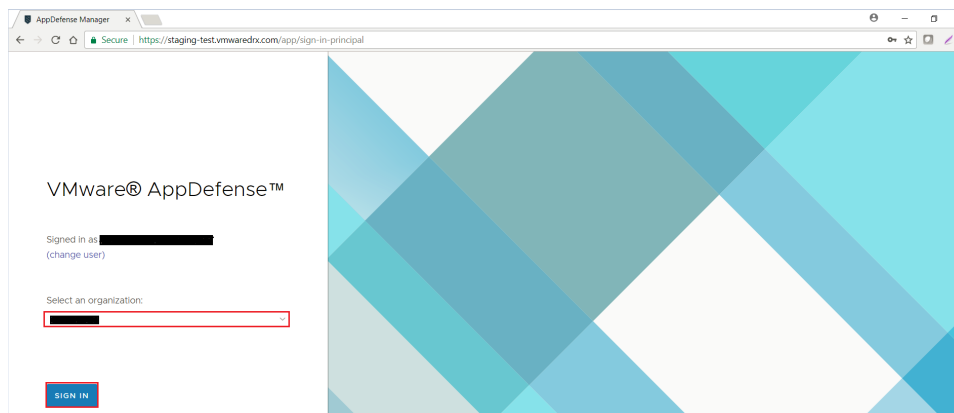 AppDefense Manager
Secure | https://staging-test.vmwaredrx.com/app/sign-in-principal
VMware® AppDefense™
Signed in as
(change user)
Select an organization:
SIGN IN